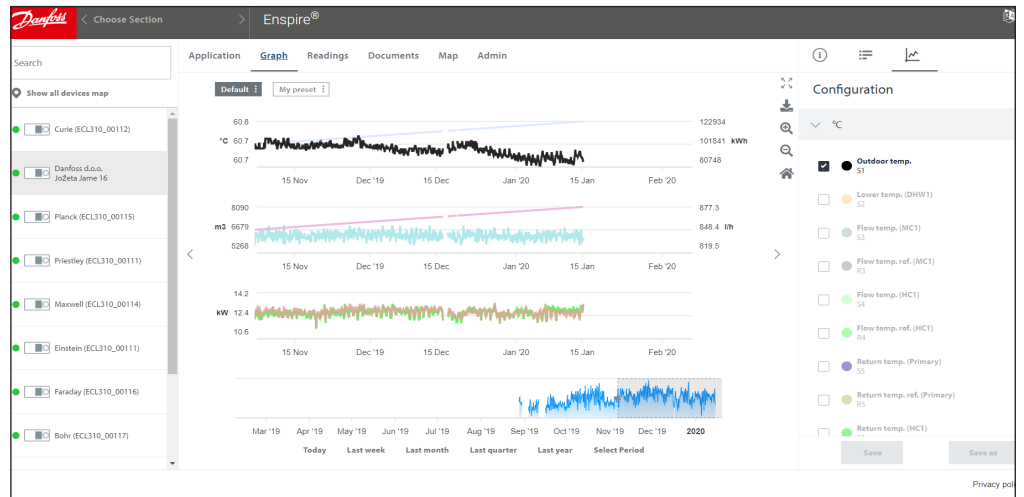 Danfoss
Choose Section
Enspire®
Search
Show all devices map
Curie (ECL310_00112)
Danfoss d.o.o.
Jožeta Jame 16
Planck (ECL310_00115)
Priestley (ECL310_00111)
Maxwell (ECL310_00114)
Einstein (ECL310_00111)
Faraday (ECL310_00116)
Bohr (ECL310_00117)
Application Graph Readings Documents Map Admin
Default My preset
60.8 122934
°C 60.7 101841 kWh
60.7 80748
15 Nov Dec '19 15 Dec Jan '20 15 Jan Feb '20
8090 877.3
m3 6679 848.4 l/h
5268 819.5
15 Nov Dec '19 15 Dec Jan '20 15 Jan Feb '20
14.2
kW 12.4
10.6
15 Nov Dec '19 15 Dec Jan '20 15 Jan Feb '20
Mar '19 Apr '19 May '19 Jun '19 Jul '19 Aug '19 Sep '19 Oct '19 Nov '19 Dec '19 2020
Today Last week Last month Last quarter Last year Select Period
Configuration
°C
Outdoor temp.
S1
Lower temp. (DHW1)
S2
Flow temp. (MC1)
S3
Flow temp. ref. (MC1)
R3
Flow temp. (HC1)
S4
Flow temp. ref. (HC1)
R4
Return temp. (Primary)
S5
Return temp. ref. (Primary)
R5
Return temp. (HC1)
Save Save as
Privacy poli